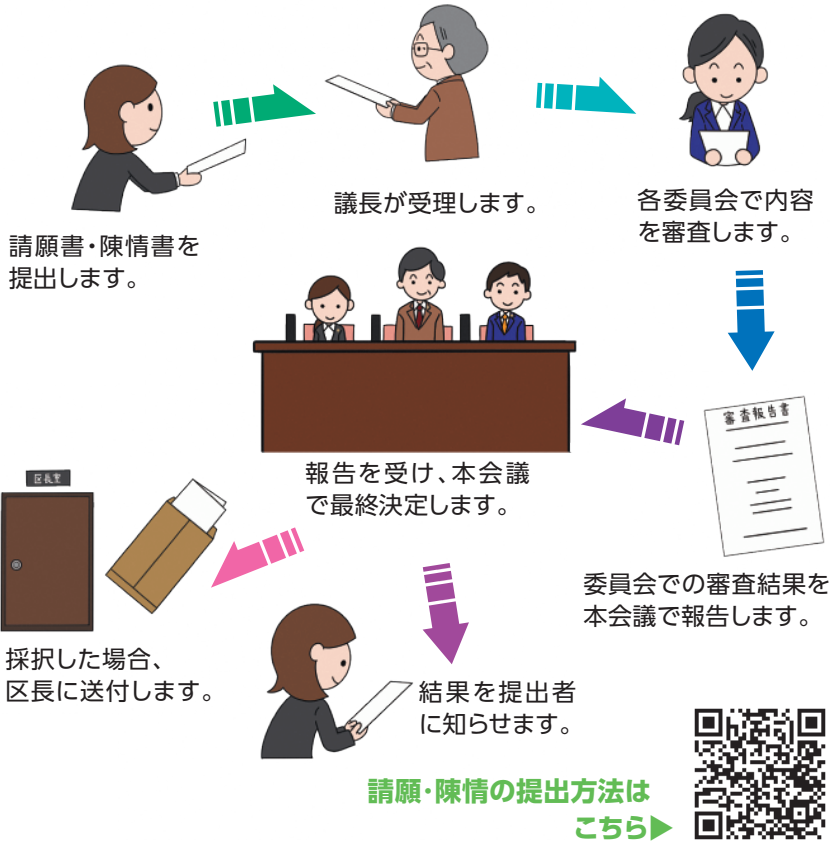 請願書・陳情書を
提出します。
議長が受理します。
各委員会で内容
を審査します。
審査報告書
委員会での審査結果を
本会議で報告します。
報告を受け、本会議
で最終決定します。
区長室
採択した場合、
区長に送付します。
結果を提出者
に知らせます。
請願・陳情の提出方法は
こちら▶